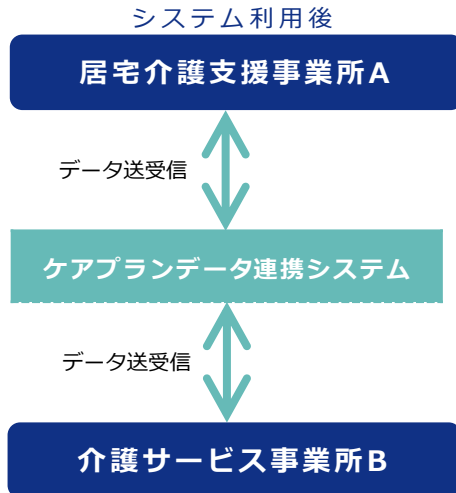 システム利用後
居宅介護支援事業所A
データ送受信
ケアプランデータ連携システム
データ送受信
介護サービス事業所B